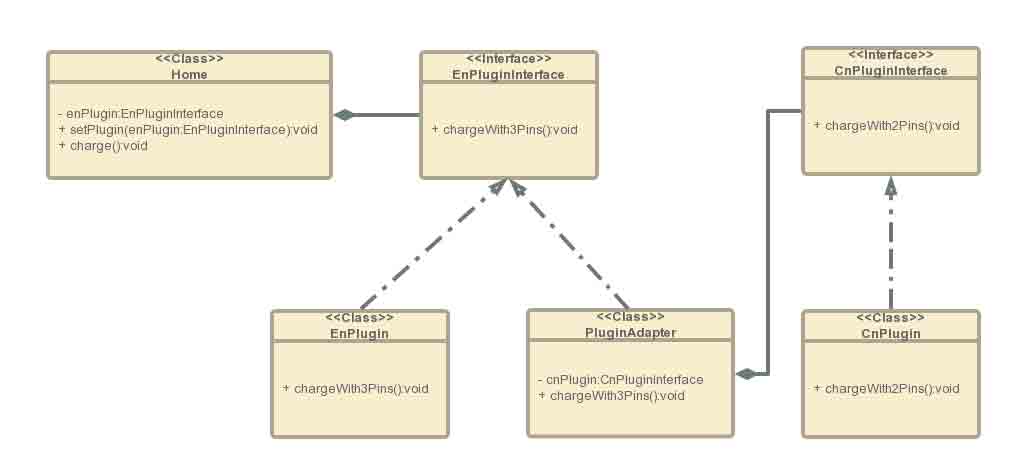 <<Class>>
Home
- enPlugin:EnPluginInterface
+ setPlugin(enPlugin:EnPluginInterface):void
+ charge():void
<<Interface>>
EnPluginInterface
+ chargeWith3Pins():void
<<Interface>>
CnPluginInterface
+ chargeWith2Pins():void
<<Class>>
EnPlugin
+ chargeWith3Pins():void
<<Class>>
PluginAdapter
- cnPlugin:CnPlugininterface
+ chargeWith3Pins():void
<<Class>>
CnPlugin
+ chargeWith2Pins():void